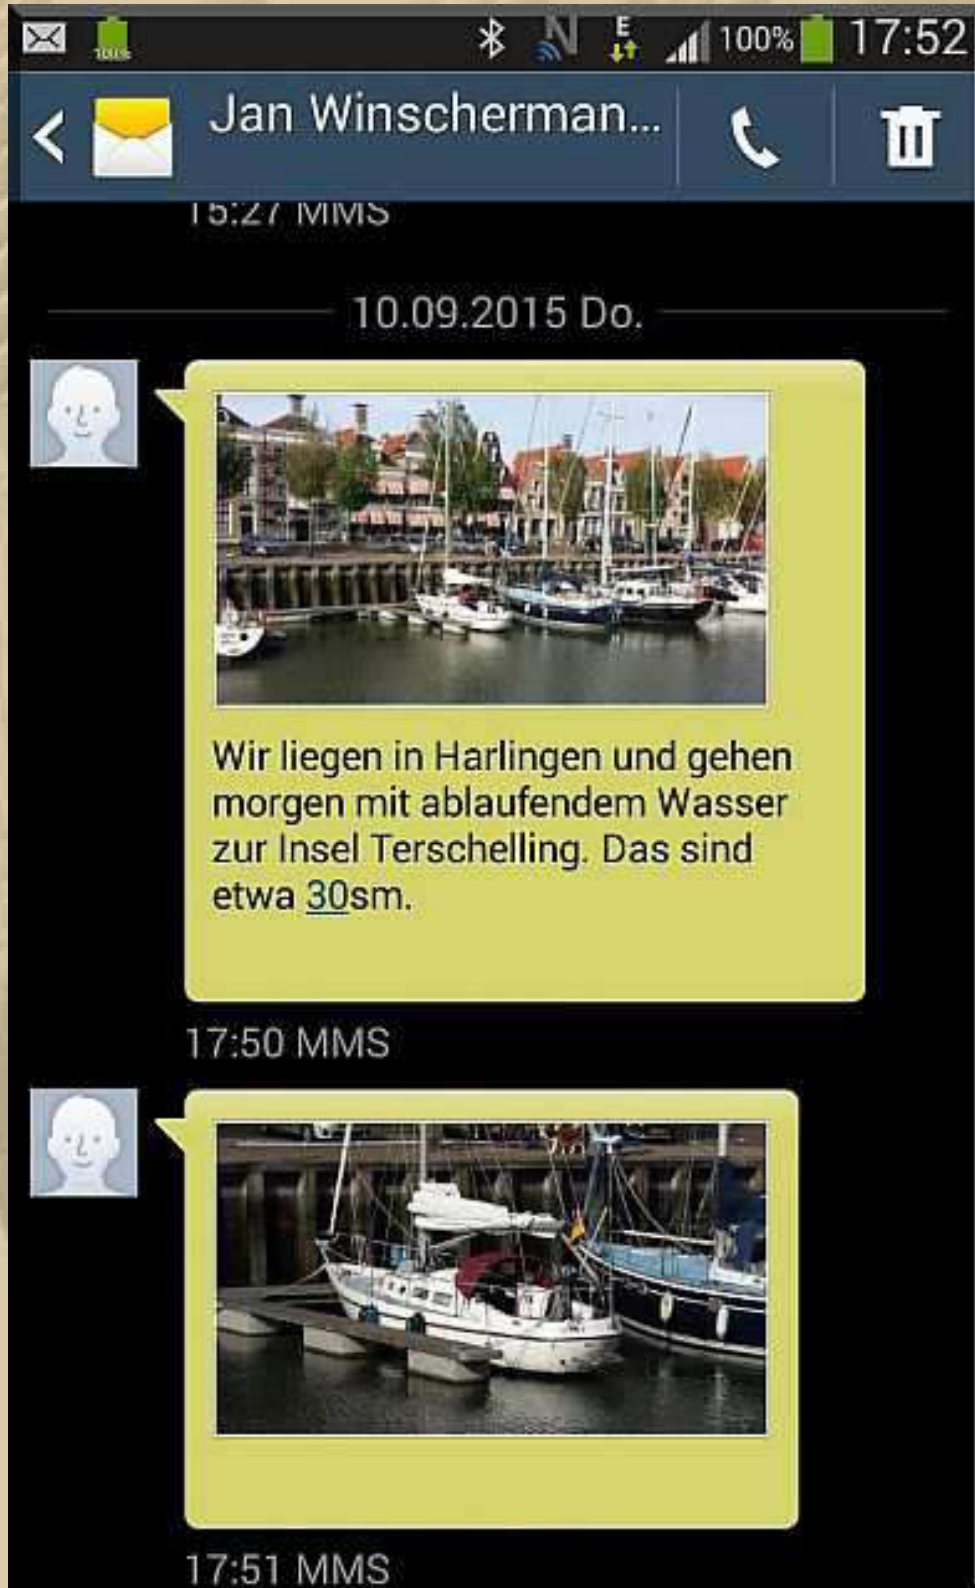 100%
E
100%
17:52
Jan Winscherman...
15:27 MMS
10.09.2015 Do.
Wir liegen in Harlingen und gehen
morgen mit ablaufendem Wasser
zur Insel Terschelling. Das sind
etwa 30sm.
17:50 MMS
17:51 MMS